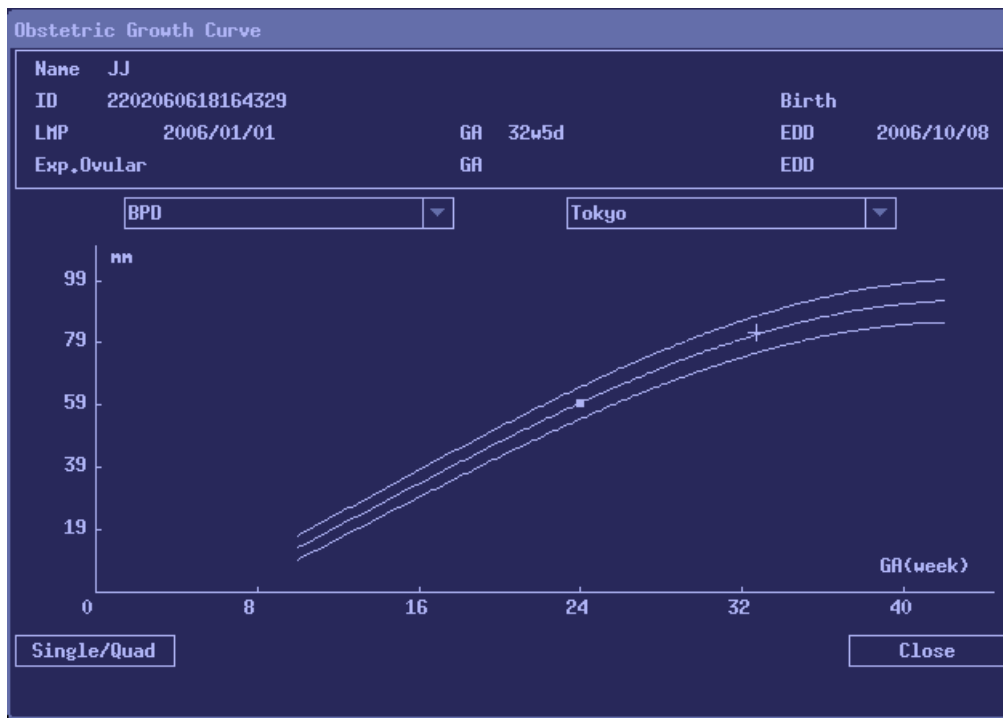 Obstetric Growth Curve
Name JJ
ID 2202060618164329 Birth
LMP 2006/01/01 GA 32w5d EDD 2006/10/08
Exp.Ovular GA EDD
BPD Tokyo
mm
99
79
59
39
19
GA(week)
0 8 16 24 32 40
Single/Quad Close